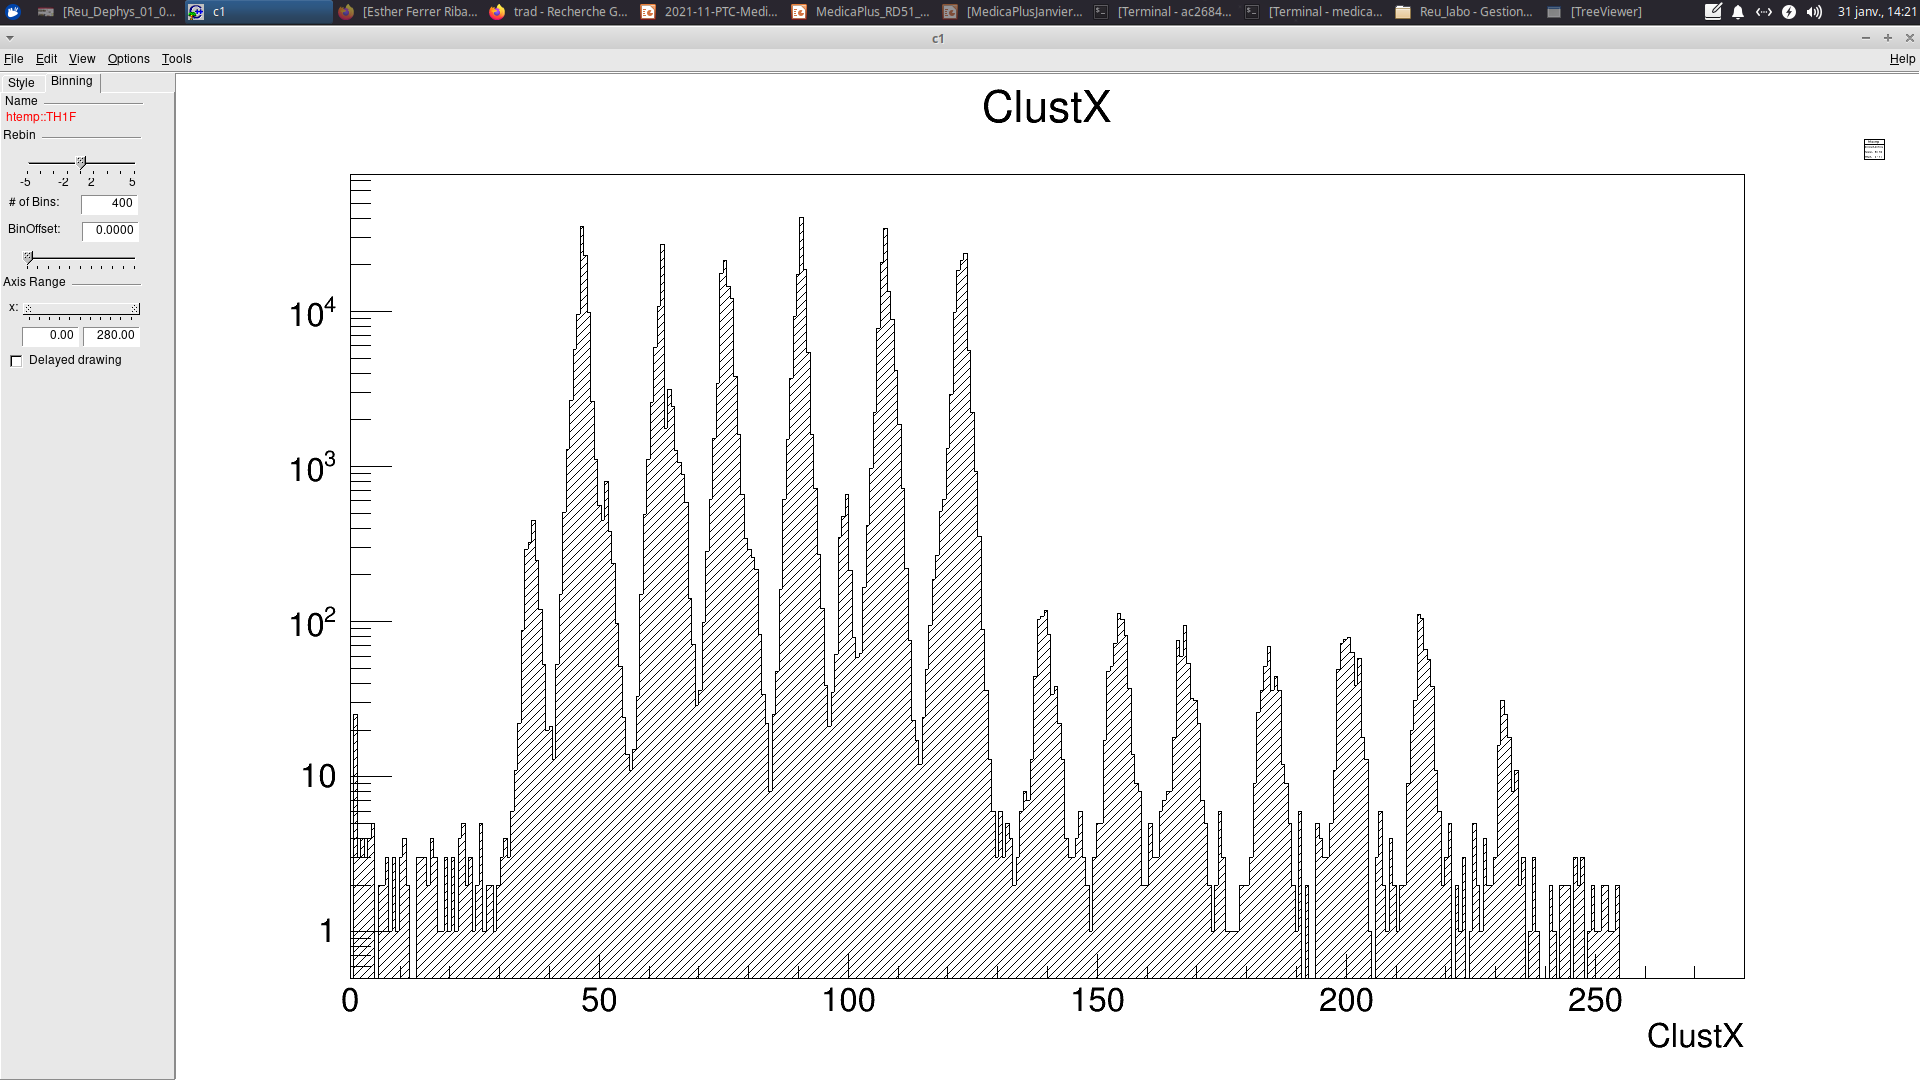 [Reu_Dephys_01_0... c1 [Esther Ferrer Riba... trad - Recherche G... 2021-11-PTC-Medi... MedicaPlus_RD51_... [MedicaPlusJanvier... [Terminal - ac2684... [Terminal - medica... Reu_labo - Gestion... [TreeViewer] 31 janv., 14:21
c1
File Edit View Options Tools Help
Style Binning
Name
htemp::TH1F
Rebin
-5 -2 2 5
# of Bins: 400
BinOffset: 0.0000
Axis Range
x:
0.00 280.00
Delayed drawing
ClustX
10^4
10^3
10^2
10
1
0 50 100 150 200 250
ClustX